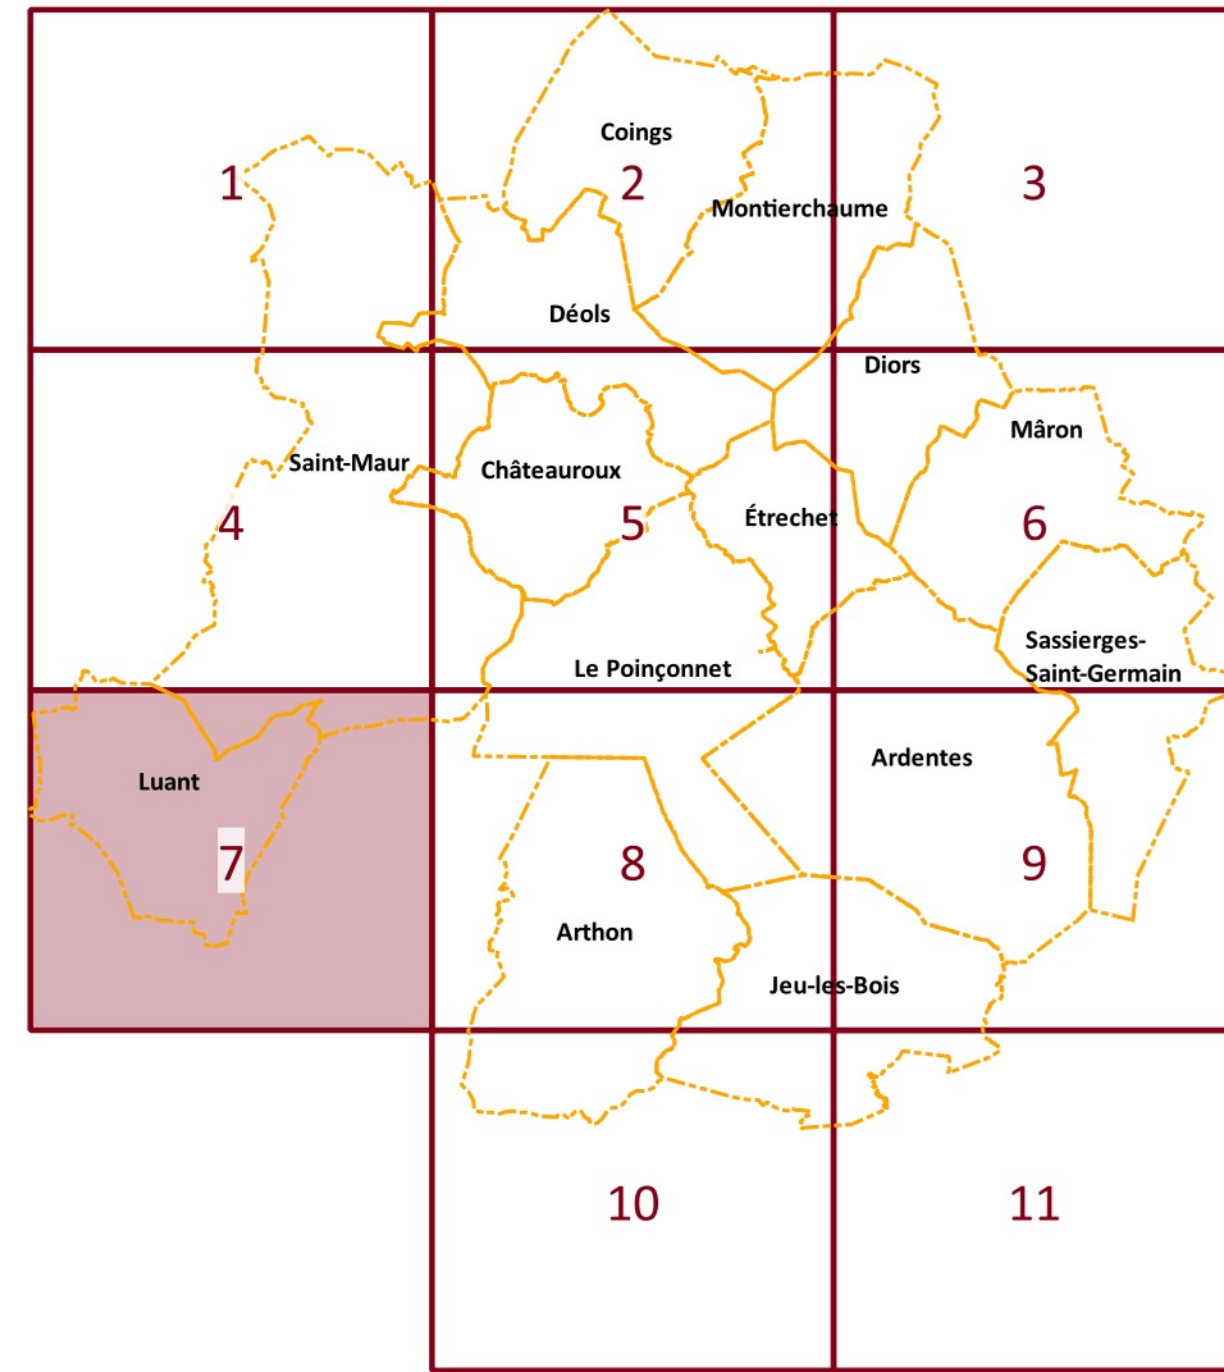 Coings
1
2
3
Montierchaume
Déols
Diors
Mâron
Saint-Maur
Châteauroux
4
5
Étrechet
6
Sassierges-
Saint-Germain
Le Poinçonnet
Ardentes
Luant
7
8
9
Arthon
Jeu-les-Bois
10
11